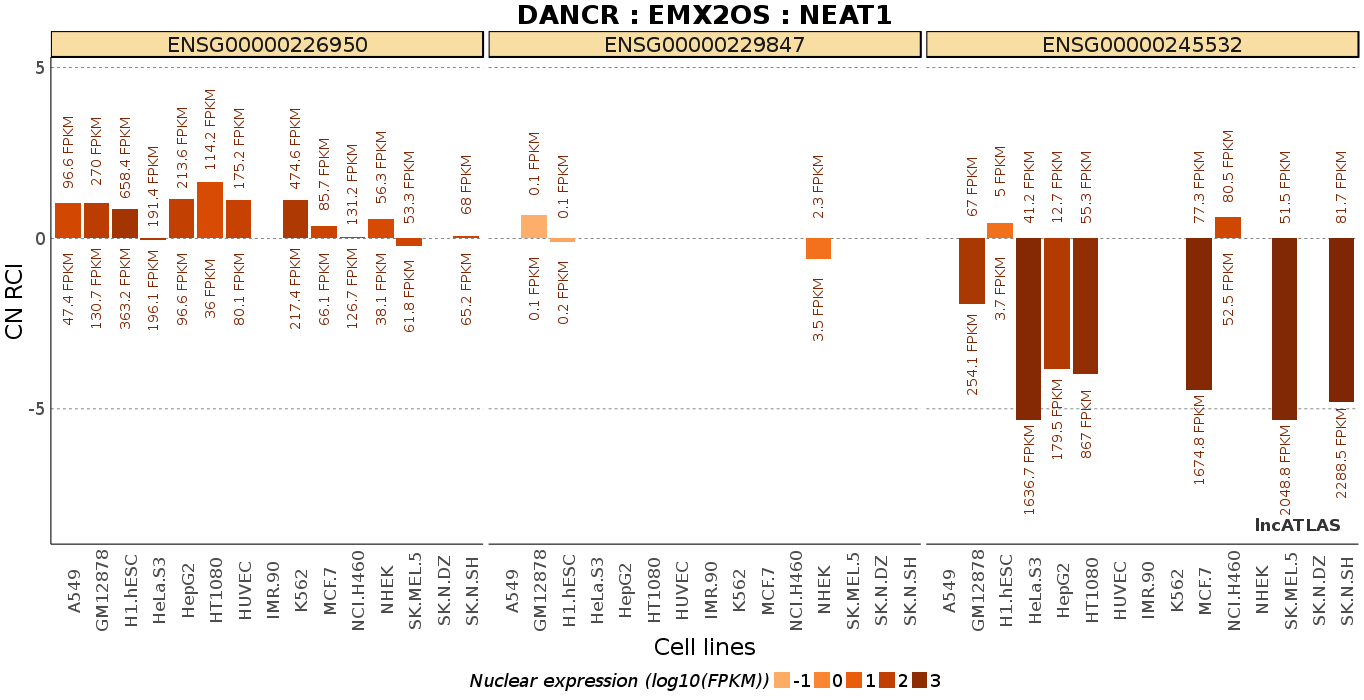 DANCR : EMX2OS : NEAT1
ENSG00000226950
ENSG00000229847
ENSG00000245532
CN RCI
5
0
-5
96.6 FPKM
270 FPKM
658.4 FPKM
191.4 FPKM
213.6 FPKM
114.2 FPKM
175.2 FPKM
474.6 FPKM
85.7 FPKM
131.2 FPKM
56.3 FPKM
53.3 FPKM
68 FPKM
47.4 FPKM
130.7 FPKM
363.2 FPKM
196.1 FPKM
96.6 FPKM
36 FPKM
80.1 FPKM
217.4 FPKM
66.1 FPKM
126.7 FPKM
38.1 FPKM
61.8 FPKM
65.2 FPKM
0.1 FPKM
0.1 FPKM
2.3 FPKM
0.1 FPKM
0.2 FPKM
3.5 FPKM
67 FPKM
5 FPKM
41.2 FPKM
12.7 FPKM
55.3 FPKM
77.3 FPKM
80.5 FPKM
51.5 FPKM
81.7 FPKM
254.1 FPKM
3.7 FPKM
1636.7 FPKM
179.5 FPKM
867 FPKM
1674.8 FPKM
52.5 FPKM
2048.8 FPKM
2288.5 FPKM
lncATLAS
A549
GM12878
H1.hESC
HeLa.S3
HepG2
HT1080
HUVEC
IMR.90
K562
MCF.7
NCI.H460
NHEK
SK.MEL.5
SK.N.DZ
SK.N.SH
A549
GM12878
H1.hESC
HeLa.S3
HepG2
HT1080
HUVEC
IMR.90
K562
MCF.7
NCI.H460
NHEK
SK.MEL.5
SK.N.DZ
SK.N.SH
A549
GM12878
H1.hESC
HeLa.S3
HepG2
HT1080
HUVEC
IMR.90
K562
MCF.7
NCI.H460
NHEK
SK.MEL.5
SK.N.DZ
SK.N.SH
Cell lines
Nuclear expression (log10(FPKM)) -1 0 1 2 3